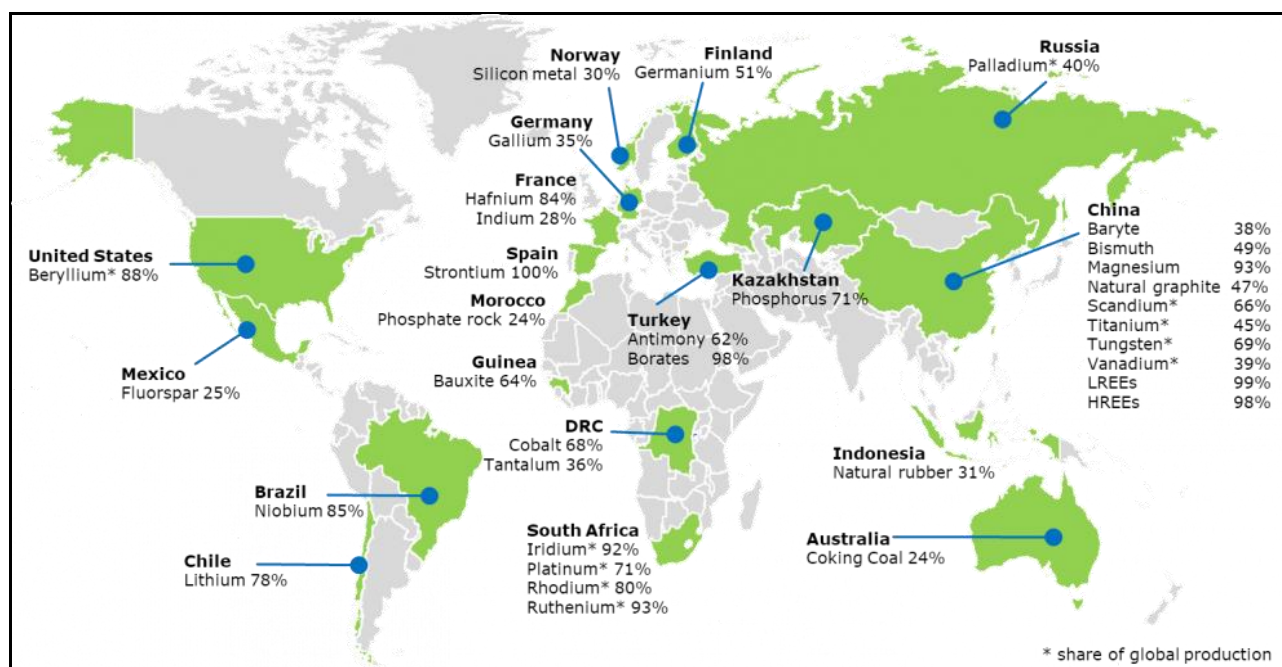 Norway
Silicon metal 30%
Finland
Germanium 51%
Russia
Palladium* 40%
Germany
Gallium 35%
France
Hafnium 84%
Indium 28%
United States
Beryllium* 88%
Spain
Strontium 100%
Morocco
Phosphate rock 24%
Turkey
Antimony 62%
Borates 98%
Kazakhstan
Phosphorus 71%
China
Baryte 38%
Bismuth 49%
Magnesium 93%
Natural graphite 47%
Scandium* 66%
Titanium* 45%
Tungsten* 69%
Vanadium* 39%
LREEs 99%
HREEs 98%
Mexico
Fluorspar 25%
Guinea
Bauxite 64%
DRC
Cobalt 68%
Tantalum 36%
Indonesia
Natural rubber 31%
Brazil
Niobium 85%
Chile
Lithium 78%
South Africa
Iridium* 92%
Platinum* 71%
Rhodium* 80%
Ruthenium* 93%
Australia
Coking Coal 24%
* share of global production